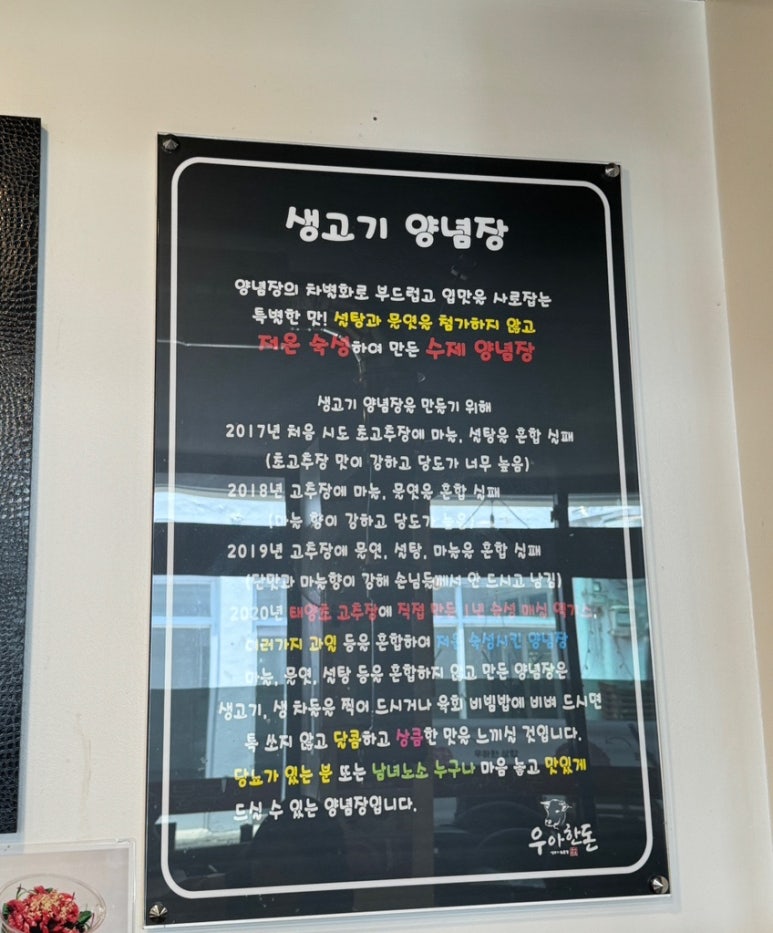 생고기 양념장
양념장의 차별화로 부드럽고 입맛을 사로잡는
특별한 맛! 설탕과 물엿을 첨가하지 않고
저온 숙성하여 만든 수제 양념장
생고기 양념장을 만들기 위해
2017년 처음 시도 초고추장에 마늘, 설탕을 혼합 실패
(초고추장 맛이 강하고 당도가 너무 높음)
2018년 고추장에 마늘, 물엿을 혼합 실패
(마늘 향이 강하고 당도가 높음)
2019년 고추장에 물엿, 설탕, 마늘을 혼합 실패
(단맛과 마늘향이 강해 손님들께서 안 드시고 남김)
2020년 태양초 고추장에 직접 만든 1년 숙성 매실 엑기스,
여러가지 과일 등을 혼합하여 저온 숙성시킨 양념장
마늘, 물엿, 설탕 등을 혼합하지 않고 만든 양념장은
생고기, 생 차돌을 찍어 드시거나 육회 비빔밥에 비벼 드시면
톡 쏘지 않고 달콤하고 상큼한 맛을 느끼실 것입니다.
당뇨가 있는 분 또는 남녀노소 누구나 마음 놓고 맛있게
드실 수 있는 양념장입니다.
우아한돈